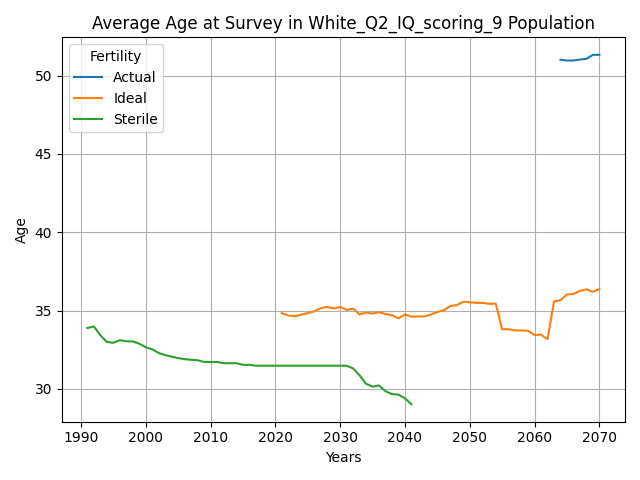 Average Age at Survey in White_Q2_IQ_scoring_9 Population
Fertility
Actual
Ideal
Sterile
Age
50
45
40
35
30
1990 2000 2010 2020 2030 2040 2050 2060 2070
Years